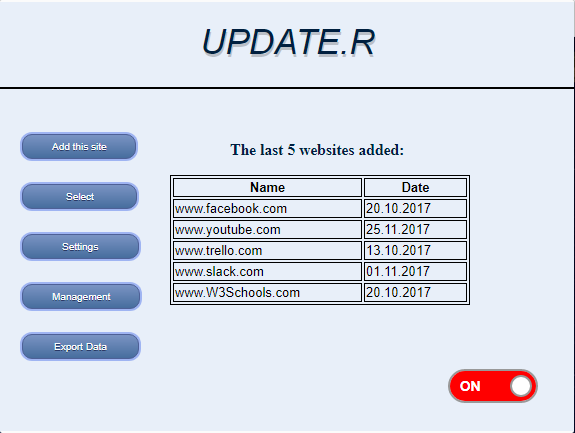 UPDATE.R
Add this site
Select
Settings
Management
Export Data
The last 5 websites added:
Name Date
www.facebook.com 20.10.2017
www.youtube.com 25.11.2017
www.trello.com 13.10.2017
www.slack.com 01.11.2017
www.W3Schools.com 20.10.2017
ON